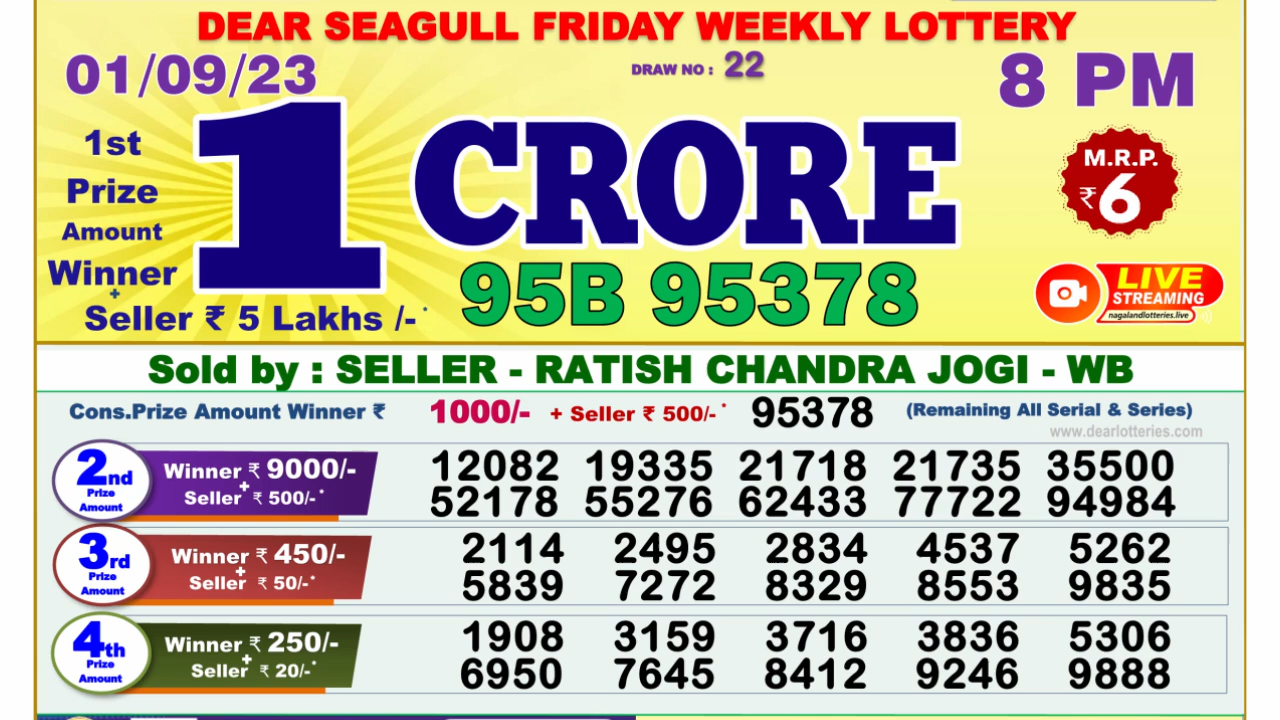 DEAR SEAGULL FRIDAY WEEKLY LOTTERY
01/09/23
DRAW NO : 22
8 PM
1st
Prize
Amount
Winner
+
Seller ₹ 5 Lakhs /-*
1 CRORE
95B 95378
M.R.P.
₹6
LIVE
STREAMING
nagalandlotteries.live
Sold by : SELLER - RATISH CHANDRA JOGI - WB
Cons.Prize Amount Winner ₹ 1000/- + Seller ₹ 500/-* 95378 (Remaining All Serial & Series)
www.dearlotteries.com
2nd
Prize
Amount
Winner ₹ 9000/-
+
Seller ₹ 500/-*
12082 19335 21718 21735 35500
52178 55276 62433 77722 94984
3rd
Prize
Amount
Winner ₹ 450/-
+
Seller ₹ 50/-*
2114 2495 2834 4537 5262
5839 7272 8329 8553 9835
4th
Prize
Amount
Winner ₹ 250/-
+
Seller ₹ 20/-*
1908 3159 3716 3836 5306
6950 7645 8412 9246 9888